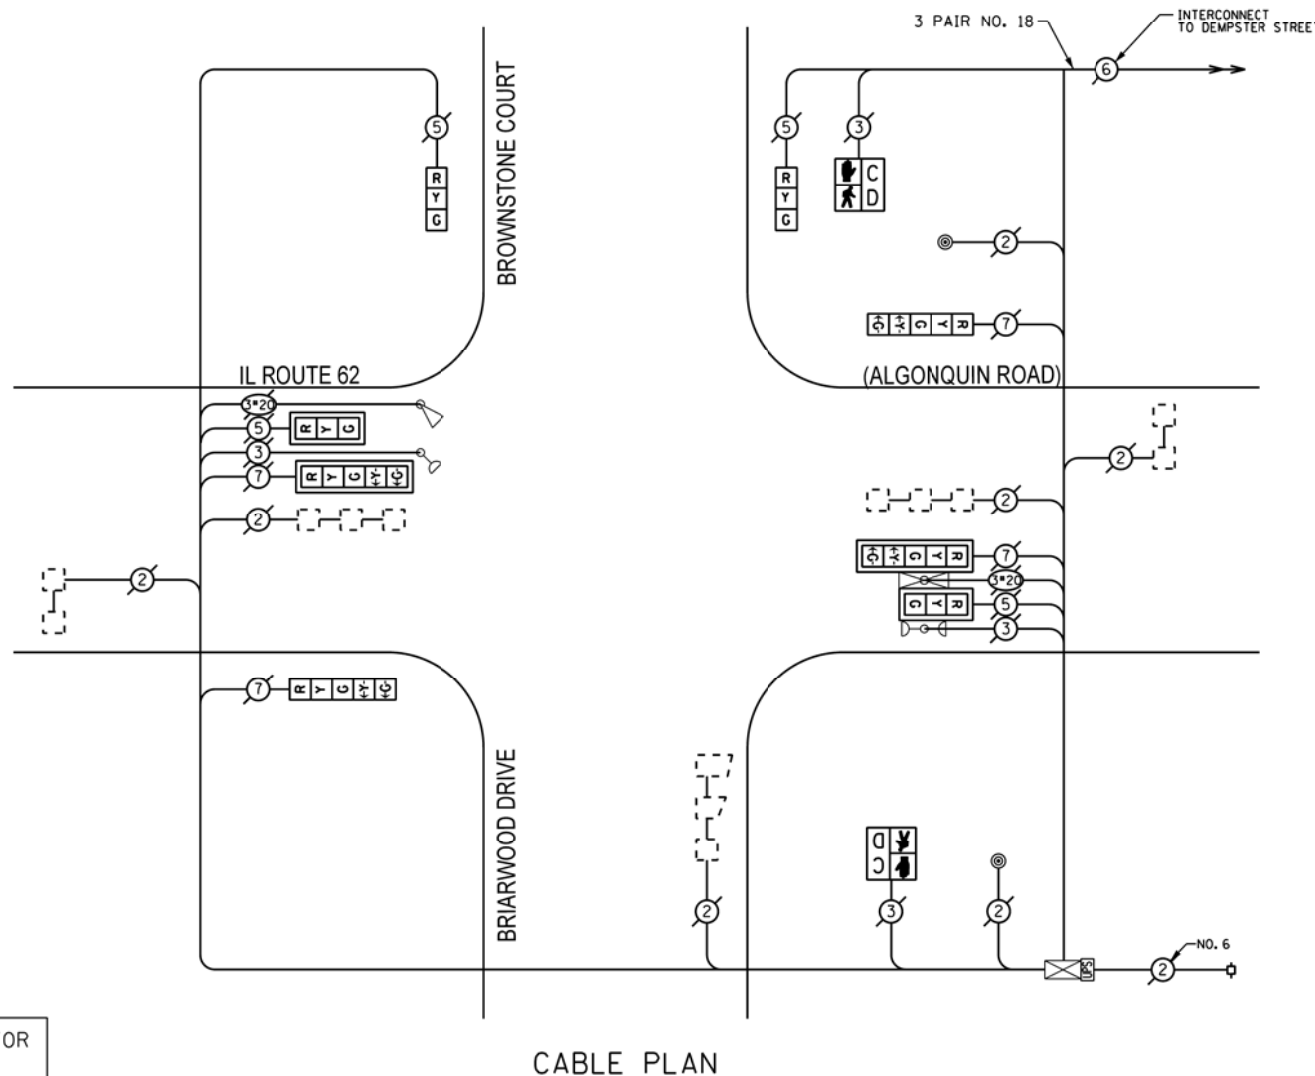 3 PAIR NO. 18
6
INTERCONNECT
TO DEMPSTER STREET
5
R
Y
G
BROWNSTONE COURT
5
R
Y
G
3
C
D
2
R Y G ←Y- ←G-
7
IL ROUTE 62
(ALGONQUIN ROAD)
3#20
5
R Y G
3
7
R Y G ←Y- ←G-
2
2
2
2
R Y G ←Y- ←G-
7
3#20
R Y G
5
3
7
R Y G ←Y- ←G-
BRIARWOOD DRIVE
C
D
2
3
2
UPS
2
NO. 6
OR
CABLE PLAN